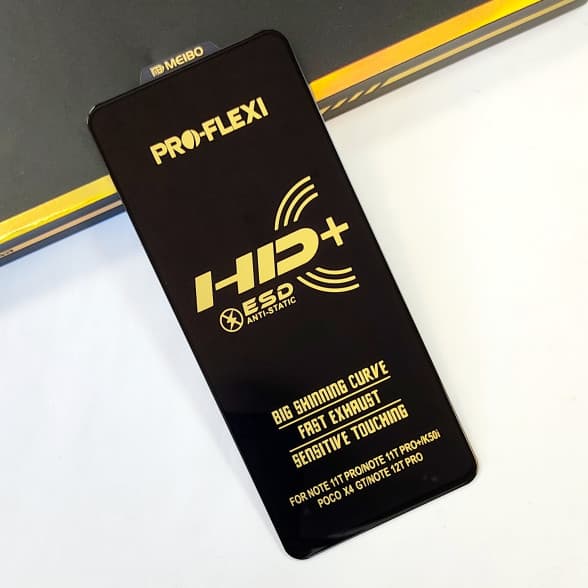 MEIBO
PRO-FLEXI
HD+
ESD
ANTI-STATIC
BIG SHINNING CURVE
FAST EXHAUST
SENSITIVE TOUCHING
FOR NOTE 11T PRO/NOTE 11T PRO+/K50i
POCO X4 GT/NOTE 12T PRO